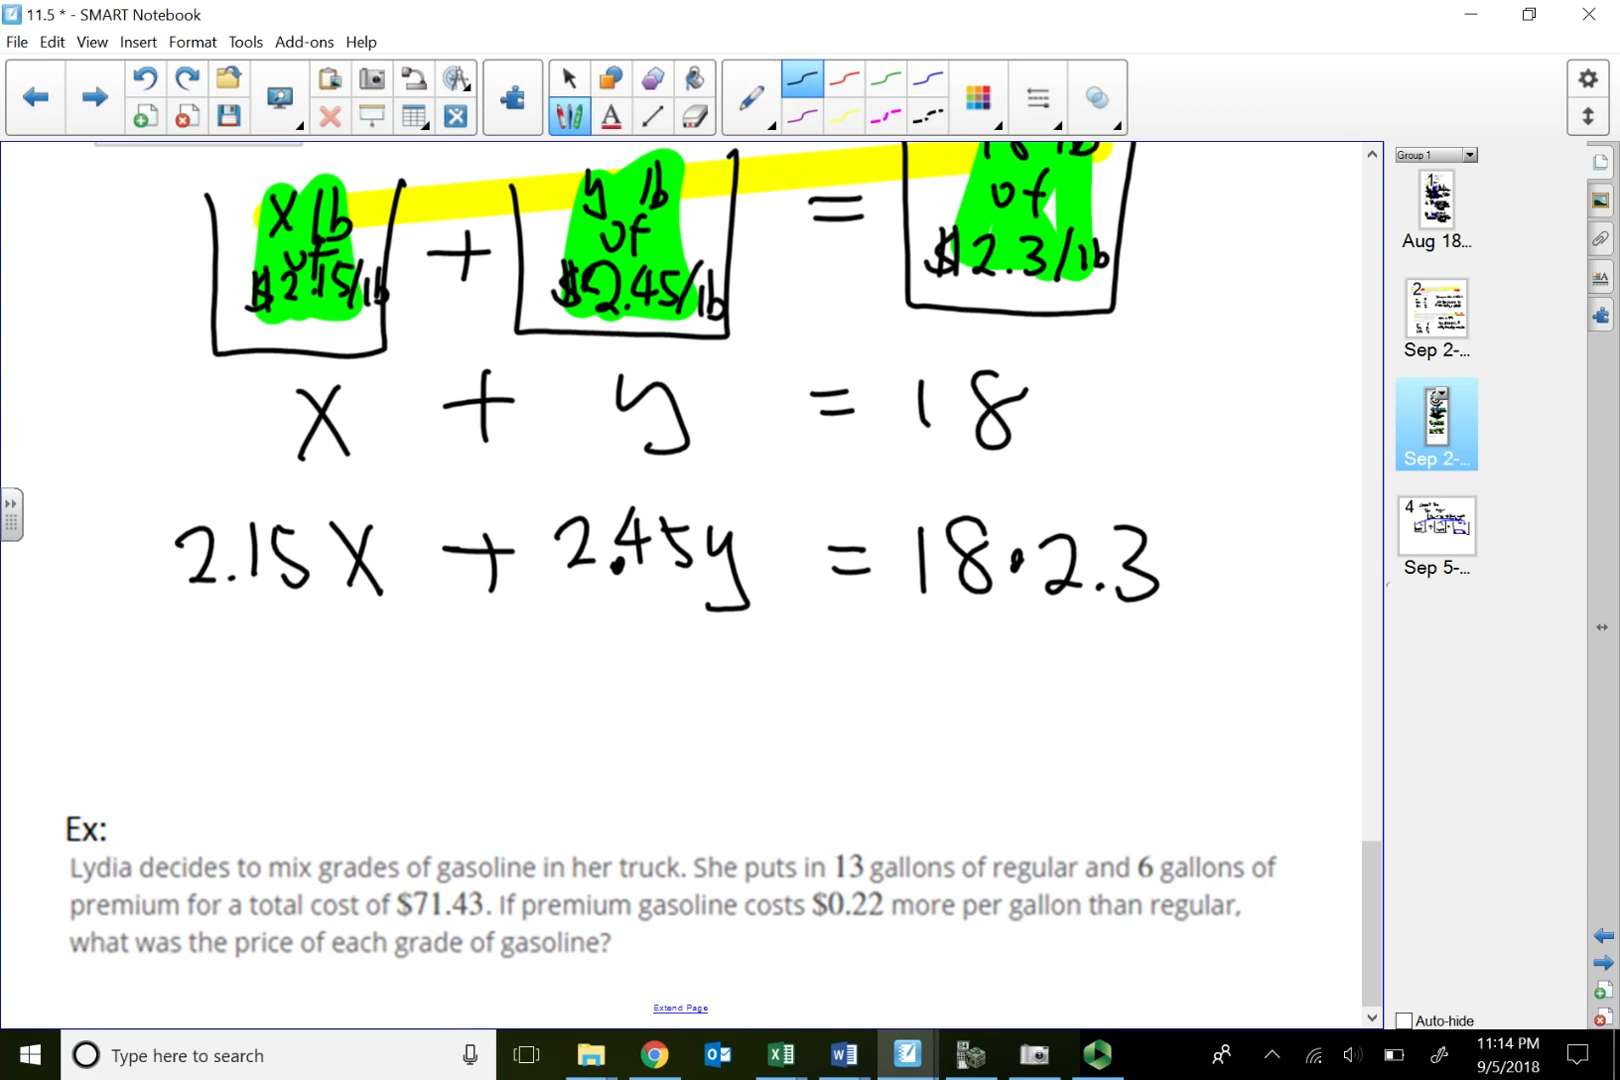 11.5 * - SMART Notebook
File Edit View Insert Format Tools Add-ons Help
Group 1
x lb
of
$2.15/lb
+
y lb
of
$2.45/lb
=
18 lb
of
$2.3/lb
x + y = 18
2.15x + 2.45y = 18·2.3
Ex:
Lydia decides to mix grades of gasoline in her truck. She puts in 13 gallons of regular and 6 gallons of
premium for a total cost of $71.43. If premium gasoline costs $0.22 more per gallon than regular,
what was the price of each grade of gasoline?
Extend Page
1
Aug 18...
2
Sep 2-...
Sep 2-...
4
Sep 5-...
Auto-hide
Type here to search
11:14 PM
9/5/2018